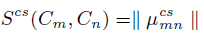 S^{cs}(C_m, C_n) =‖ μ^{cs}_{mn} ‖